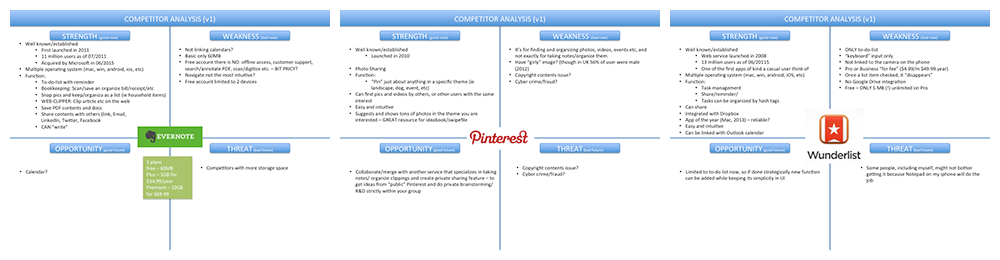 COMPETITOR ANALYSIS (v1)
STRENGTH (good now)
Well known/established
First launched in 2011
11 million users as of 07/2011
Acquired by Microsoft in 06/2015
Multiple operating system (mac, win, android, ios, etc)
Function:
To-do-list with reminder
Bookkeeping: Scan/save an organize bill/receipt/etc
Snap pics and keep/organize as a list (ie household items)
WEB-CLIPPER: Clip article etc on the web
Save PDF contents and docs
Share contents with others (link, Email,
LinkedIn, Twitter, Facebook
CAN "write"
WEAKNESS (bad now)
Not linking calendars?
Basic only 60MB
Free account there is NO: offline access, customer support,
search/annotate PDF, scan/digitize etc. – BIT PRICY?
Navigate not the most intuitive?
Free account limited to 2 devices
EVERNOTE
OPPORTUNITY (good future)
Calendar?
3 plans
free – 60MB
Plus – 1GB for
$34.99/year
Premium – 10GB
for $69.99
THREAT (bad future)
Competitors with more storage space
COMPETITOR ANALYSIS (v1)
STRENGTH (good now)
Well known/established
Launched in 2010
Photo Sharing
Function:
"Pin" just about anything in a specific theme (ie
landscape, dog, event, etc)
Can find pics and videos by others, or other users with the
same interest
Easy and intuitive
Suggests and shows tons of photos in the theme you are
interested – GREAT resource for ideabook/swipefile
WEAKNESS (bad now)
It's for finding and organizing photos, videos, events etc, and
not exactly for taking notes/organize them
Have "girly" image? (though in UK 56% of user were male
(2012)
Copyright contents issue?
Cyber crime/fraud?
Pinterest
OPPORTUNITY (good future)
Collaborate/merge with another service that specializes in taking
notes/ organize clippings and create private sharing feature – to
get ideas from "public" Pinterest and do private brainstorming/
R&D strictly within your group
THREAT (bad future)
Copyright contents issue?
Cyber crime/fraud?
COMPETITOR ANALYSIS (v1)
STRENGTH (good now)
Well known/established
Web service launched in 2008
13 million users as of 06/20115
One of the first apps of kind a casual user think of
Multiple operating system (mac, win, android, iOS, etc)
Function:
Task management
Share/reminder/
Tasks can be organized by hash tags
Can share
Integrated with Dropbox
App of the year (Mac, 2013) – reliable?
Easy and intuitive
Can be linked with Outlook calendar
WEAKNESS (bad now)
ONLY to-do-list
"keyboard" input only
Not linked to the camera on the phone
Pro or Business "for fee" ($4.99/m $49.99 year)
Once a list item checked, it "disappears"
No Google Drive integration
Free – ONLY 5 MB (!) unlimited on Pro
Wunderlist
OPPORTUNITY (good future)
Limited to to-do list now, so if done strategically new function
can be added while keeping its simplicity in UI
THREAT (bad future)
Some people, including myself, might not bother
getting it because Notepad on my iphone will do the
job